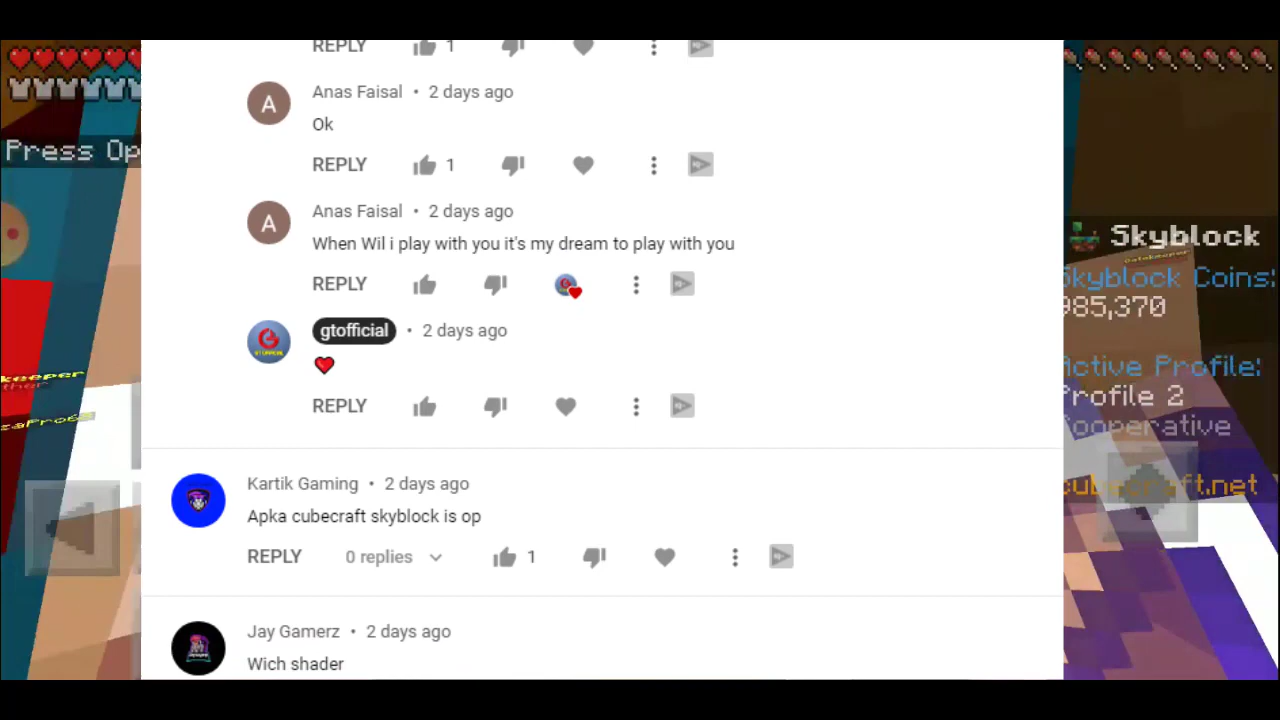 REPLY 1
Anas Faisal • 2 days ago
Ok
REPLY 1
Anas Faisal • 2 days ago
When Wil i play with you it's my dream to play with you
REPLY
gtofficial • 2 days ago
REPLY
Kartik Gaming • 2 days ago
Apka cubecraft skyblock is op
REPLY 0 replies 1
Jay Gamerz • 2 days ago
Wich shader
Press Op
A
A
Skyblock
Gatekeeper
Skyblock Coins:
985,370
Active Profile:
Profile 2
Cooperative
cubecraft.net
keeper